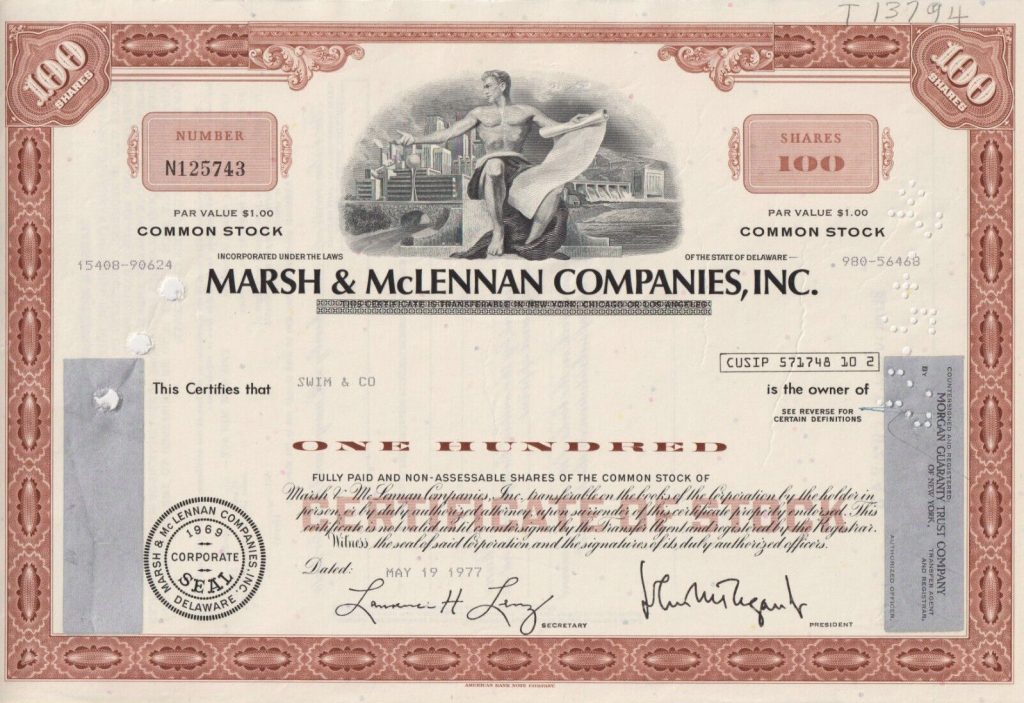 T 13794
100 SHARES
100 SHARES
NUMBER
N125743
SHARES
100
PAR VALUE $1.00
COMMON STOCK
PAR VALUE $1.00
COMMON STOCK
INCORPORATED UNDER THE LAWS
OF THE STATE OF DELAWARE
15408-90624
980-56468
MARSH & McLENNAN COMPANIES, INC.
THIS CERTIFICATE IS TRANSFERABLE IN NEW YORK, CHICAGO OR LOS ANGELES
CUSIP 571748 10 2
This Certifies that
SWIM & CO
is the owner of
SEE REVERSE FOR
CERTAIN DEFINITIONS
ONE HUNDRED
FULLY PAID AND NON-ASSESSABLE SHARES OF THE COMMON STOCK OF
Marsh & McLennan Companies, Inc., transferable on the books of the Corporation by the holder in
person or by duly authorized attorney, upon surrender of this certificate properly endorsed. This
certificate is not valid until countersigned by the Transfer Agent and registered by the Registrar.
Witness, the seal of said Corporation and the signatures of its duly authorized officers.
Dated:
MAY 19 1977
SECRETARY
PRESIDENT
MARSH & McLENNAN COMPANIES, INC.
1969
CORPORATE
SEAL
DELAWARE
COUNTERSIGNED AND REGISTERED
MORGAN GUARANTY TRUST COMPANY
OF NEW YORK,
TRANSFER AGENT
AND REGISTRAR.
BY
AUTHORIZED OFFICER.
AMERICAN BANK NOTE COMPANY